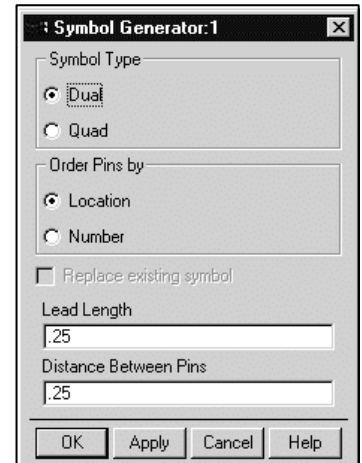 Symbol Generator:1
Symbol Type
Dual
Quad
Order Pins by
Location
Number
Replace existing symbol
Lead Length
.25
Distance Between Pins
.25
OK Apply Cancel Help